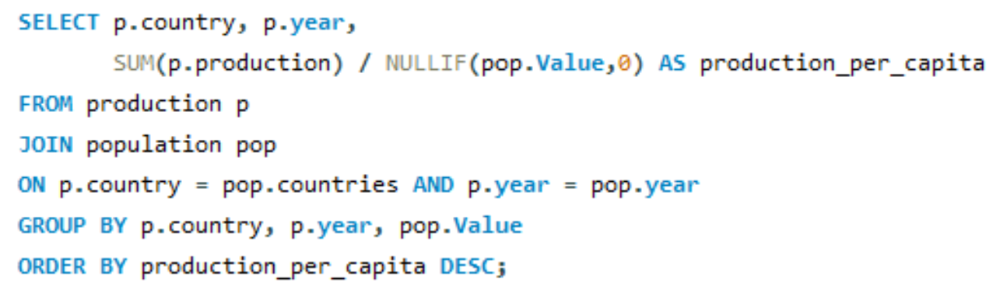 SELECT p.country, p.year,
SUM(p.production) / NULLIF(pop.Value,0) AS production_per_capita
FROM production p
JOIN population pop
ON p.country = pop.countries AND p.year = pop.year
GROUP BY p.country, p.year, pop.Value
ORDER BY production_per_capita DESC;